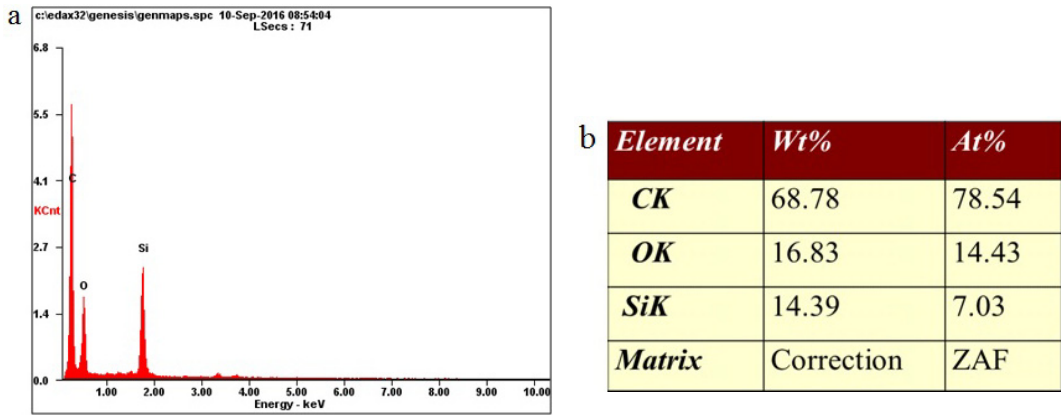 a
c:\edax32\genesis\genmaps.spc 10-Sep-2016 08:54:04
LSecs : 71
6.8
5.5
4.1
KCnt
2.7
1.4
0.0
C
O
Si
1.00 2.00 3.00 4.00 5.00 6.00 7.00 8.00 9.00 10.00
Energy - keV
b
Element Wt% At%
CK 68.78 78.54
OK 16.83 14.43
SiK 14.39 7.03
Matrix Correction ZAF